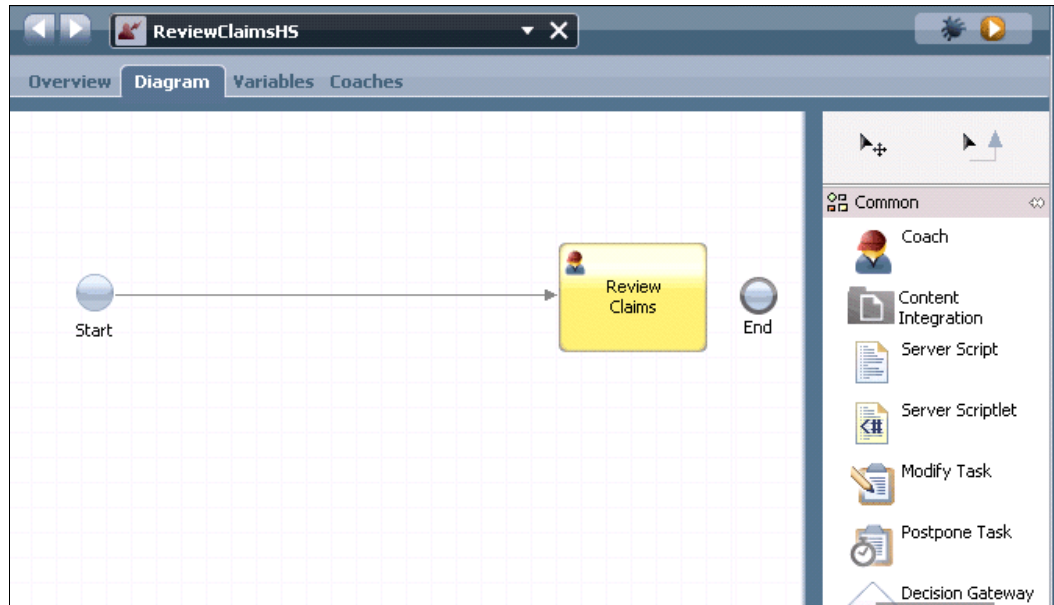 ReviewClaimsHS
Overview Diagram Variables Coaches
Common
Coach
Start
Review
Claims
End
Content
Integration
Server Script
Server Scriptlet
<#
Modify Task
Postpone Task
Decision Gateway